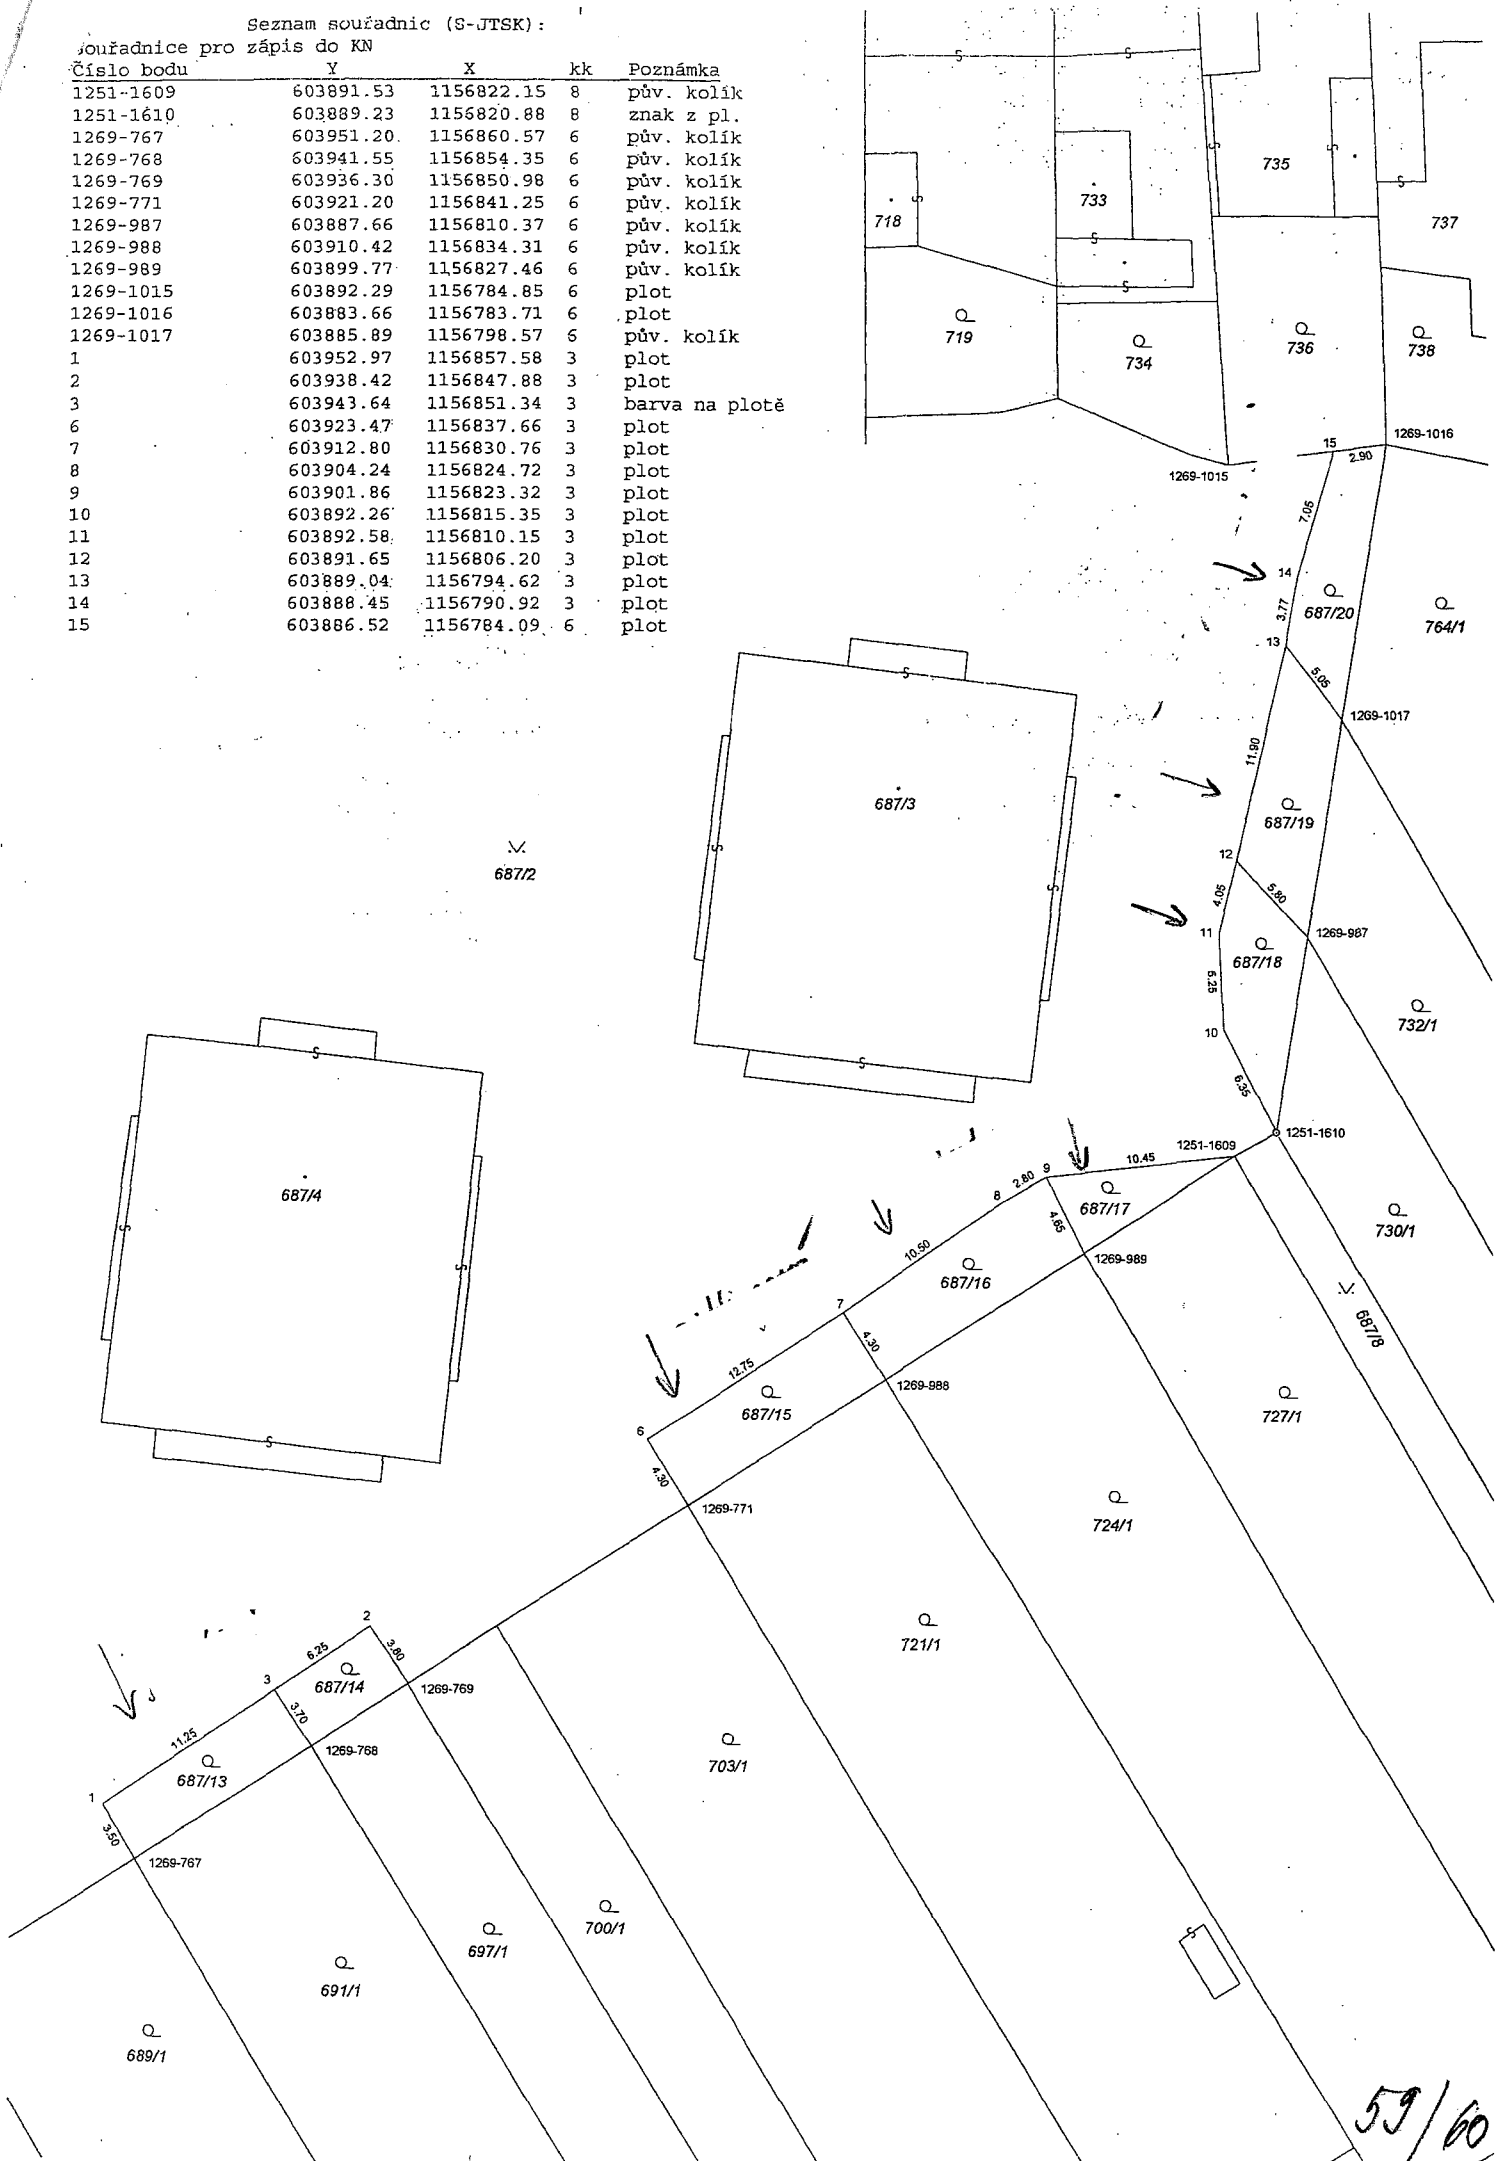 Seznam souřadnic (S-JTSK):
Souřadnice pro zápis do KN
Číslo bodu Y X kk Poznámka
1251-1609 603891.53 1156822.15 8 pův. kolík
1251-1610 603889.23 1156820.88 8 znak z pl.
1269-767 603951.20 1156860.57 6 pův. kolík
1269-768 603941.55 1156854.35 6 pův. kolík
1269-769 603936.30 1156850.98 6 pův. kolík
1269-771 603921.20 1156841.25 6 pův. kolík
1269-987 603887.66 1156810.37 6 pův. kolík
1269-988 603910.42 1156834.31 6 pův. kolík
1269-989 603899.77 1156827.46 6 pův. kolík
1269-1015 603892.29 1156784.85 6 plot
1269-1016 603883.66 1156783.71 6 plot
1269-1017 603885.89 1156798.57 6 pův. kolík
1 603952.97 1156857.58 3 plot
2 603938.42 1156847.88 3 plot
3 603943.64 1156851.34 3 barva na plotě
6 603923.47 1156837.66 3 plot
7 603912.80 1156830.76 3 plot
8 603904.24 1156824.72 3 plot
9 603901.86 1156823.32 3 plot
10 603892.26 1156815.35 3 plot
11 603892.58 1156810.15 3 plot
12 603891.65 1156806.20 3 plot
13 603889.04 1156794.62 3 plot
14 603888.45 1156790.92 3 plot
15 603886.52 1156784.09 6 plot
735
733
718
737
719
734
736
738
15
1269-1016
2.90
1269-1015
7.05
14
3.77
687/20
764/1
13
5.05
1269-1017
11.90
687/3
687/19
12
687/2
5.80
4.05
11
1269-987
687/18
5.25
732/1
10
6.35
1251-1610
1251-1609
10.45
9
2.80
8
687/4
687/17
4.65
730/1
10.50
1269-989
687/16
7
687/8
4.30
12.75
1269-988
687/15
727/1
6
4.30
1269-771
724/1
2
721/1
6.25
3.80
3
687/14
1269-769
3.70
11.25
1269-768
703/1
687/13
1
3.50
1269-767
700/1
697/1
691/1
689/1
59/60